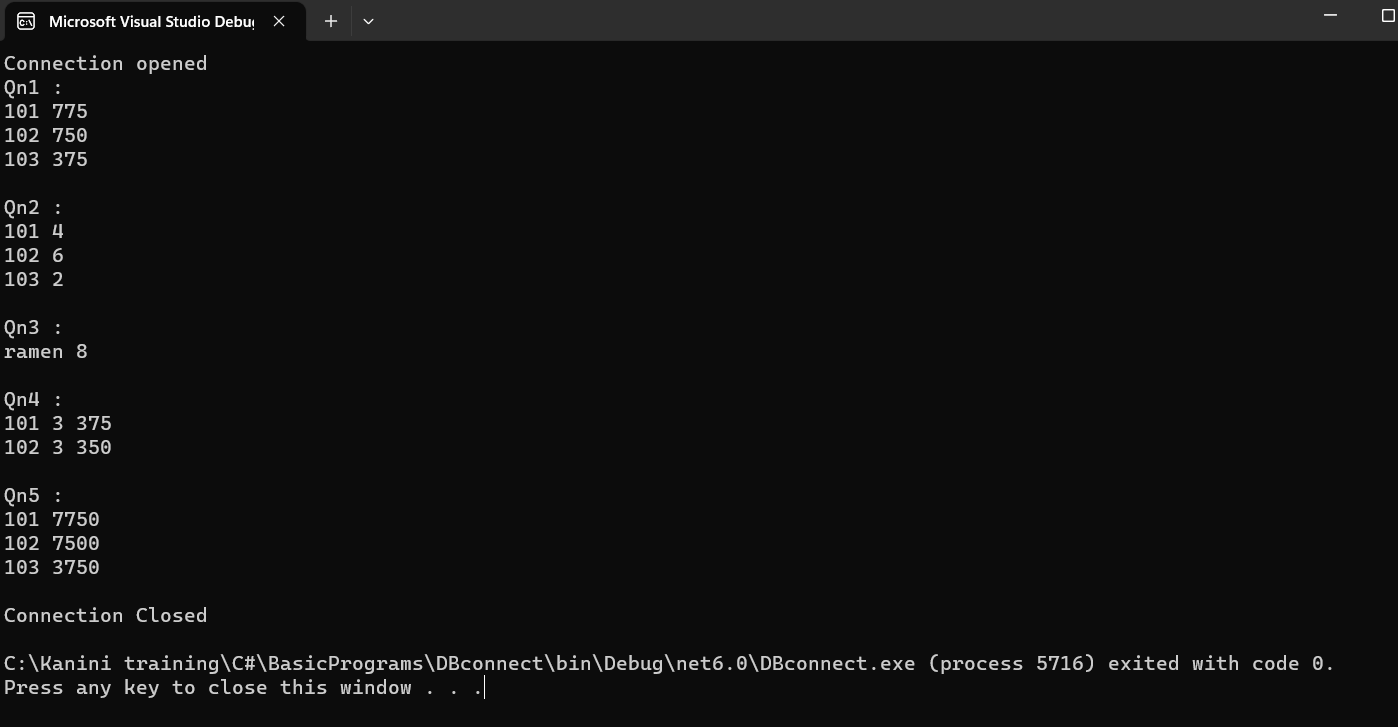 Microsoft Visual Studio Debug
Connection opened
Qn1 :
101 775
102 750
103 375
Qn2 :
101 4
102 6
103 2
Qn3 :
ramen 8
Qn4 :
101 3 375
102 3 350
Qn5 :
101 7750
102 7500
103 3750
Connection Closed
C:\Kanini training\C#\BasicPrograms\DBconnect\bin\Debug\net6.0\DBconnect.exe (process 5716) exited with code 0.
Press any key to close this window . . .